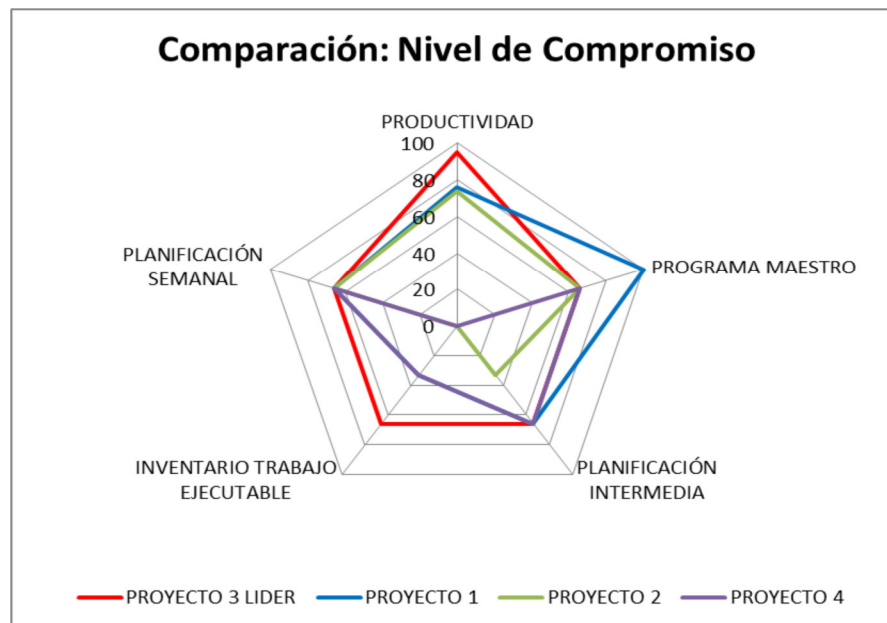 Comparación: Nivel de Compromiso
PRODUCTIVIDAD
100
80
60
40
20
0
PLANIFICACIÓN
SEMANAL
PROGRAMA MAESTRO
INVENTARIO TRABAJO
EJECUTABLE
PLANIFICACIÓN
INTERMEDIA
PROYECTO 3 LIDER PROYECTO 1 PROYECTO 2 PROYECTO 4